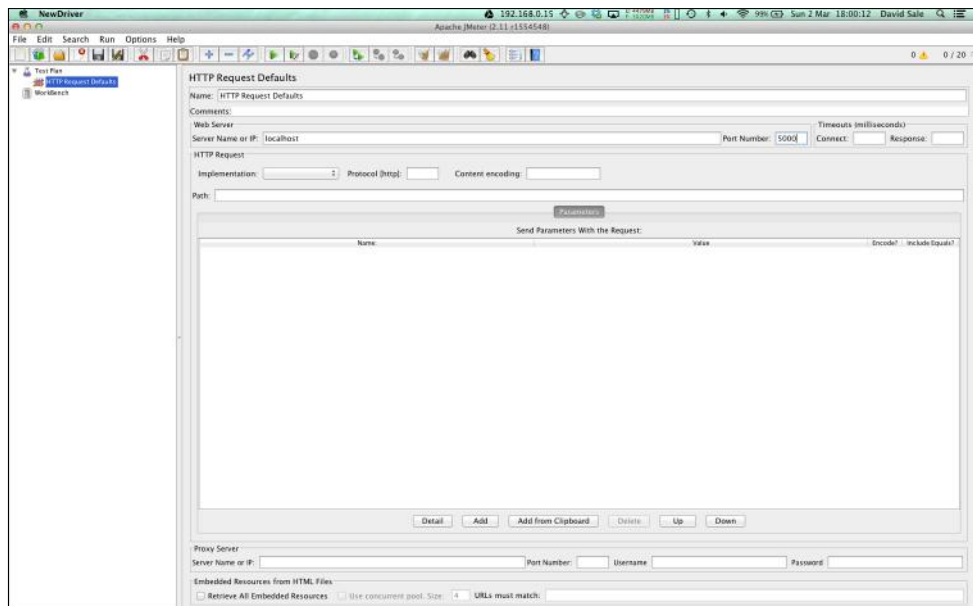 NewDriver 192.168.0.15 99% Sun 2 Mar 18:00:12 David Sale
Apache JMeter (2.11 r1554548)
File Edit Search Run Options Help
0 0 / 20
Test Plan
HTTP Request Defaults
WorkBench
HTTP Request Defaults
Name: HTTP Request Defaults
Comments:
Web Server
Server Name or IP: localhost Port Number: 5000
Timeouts (milliseconds)
Connect: Response:
HTTP Request
Implementation: Protocol [http]: Content encoding:
Path:
Parameters
Send Parameters With the Request:
Name: Value Encode? Include Equals?
Detail Add Add from Clipboard Delete Up Down
Proxy Server
Server Name or IP: Port Number: Username Password
Embedded Resources from HTML Files
Retrieve All Embedded Resources Use concurrent pool. Size: 4 URLs must match: